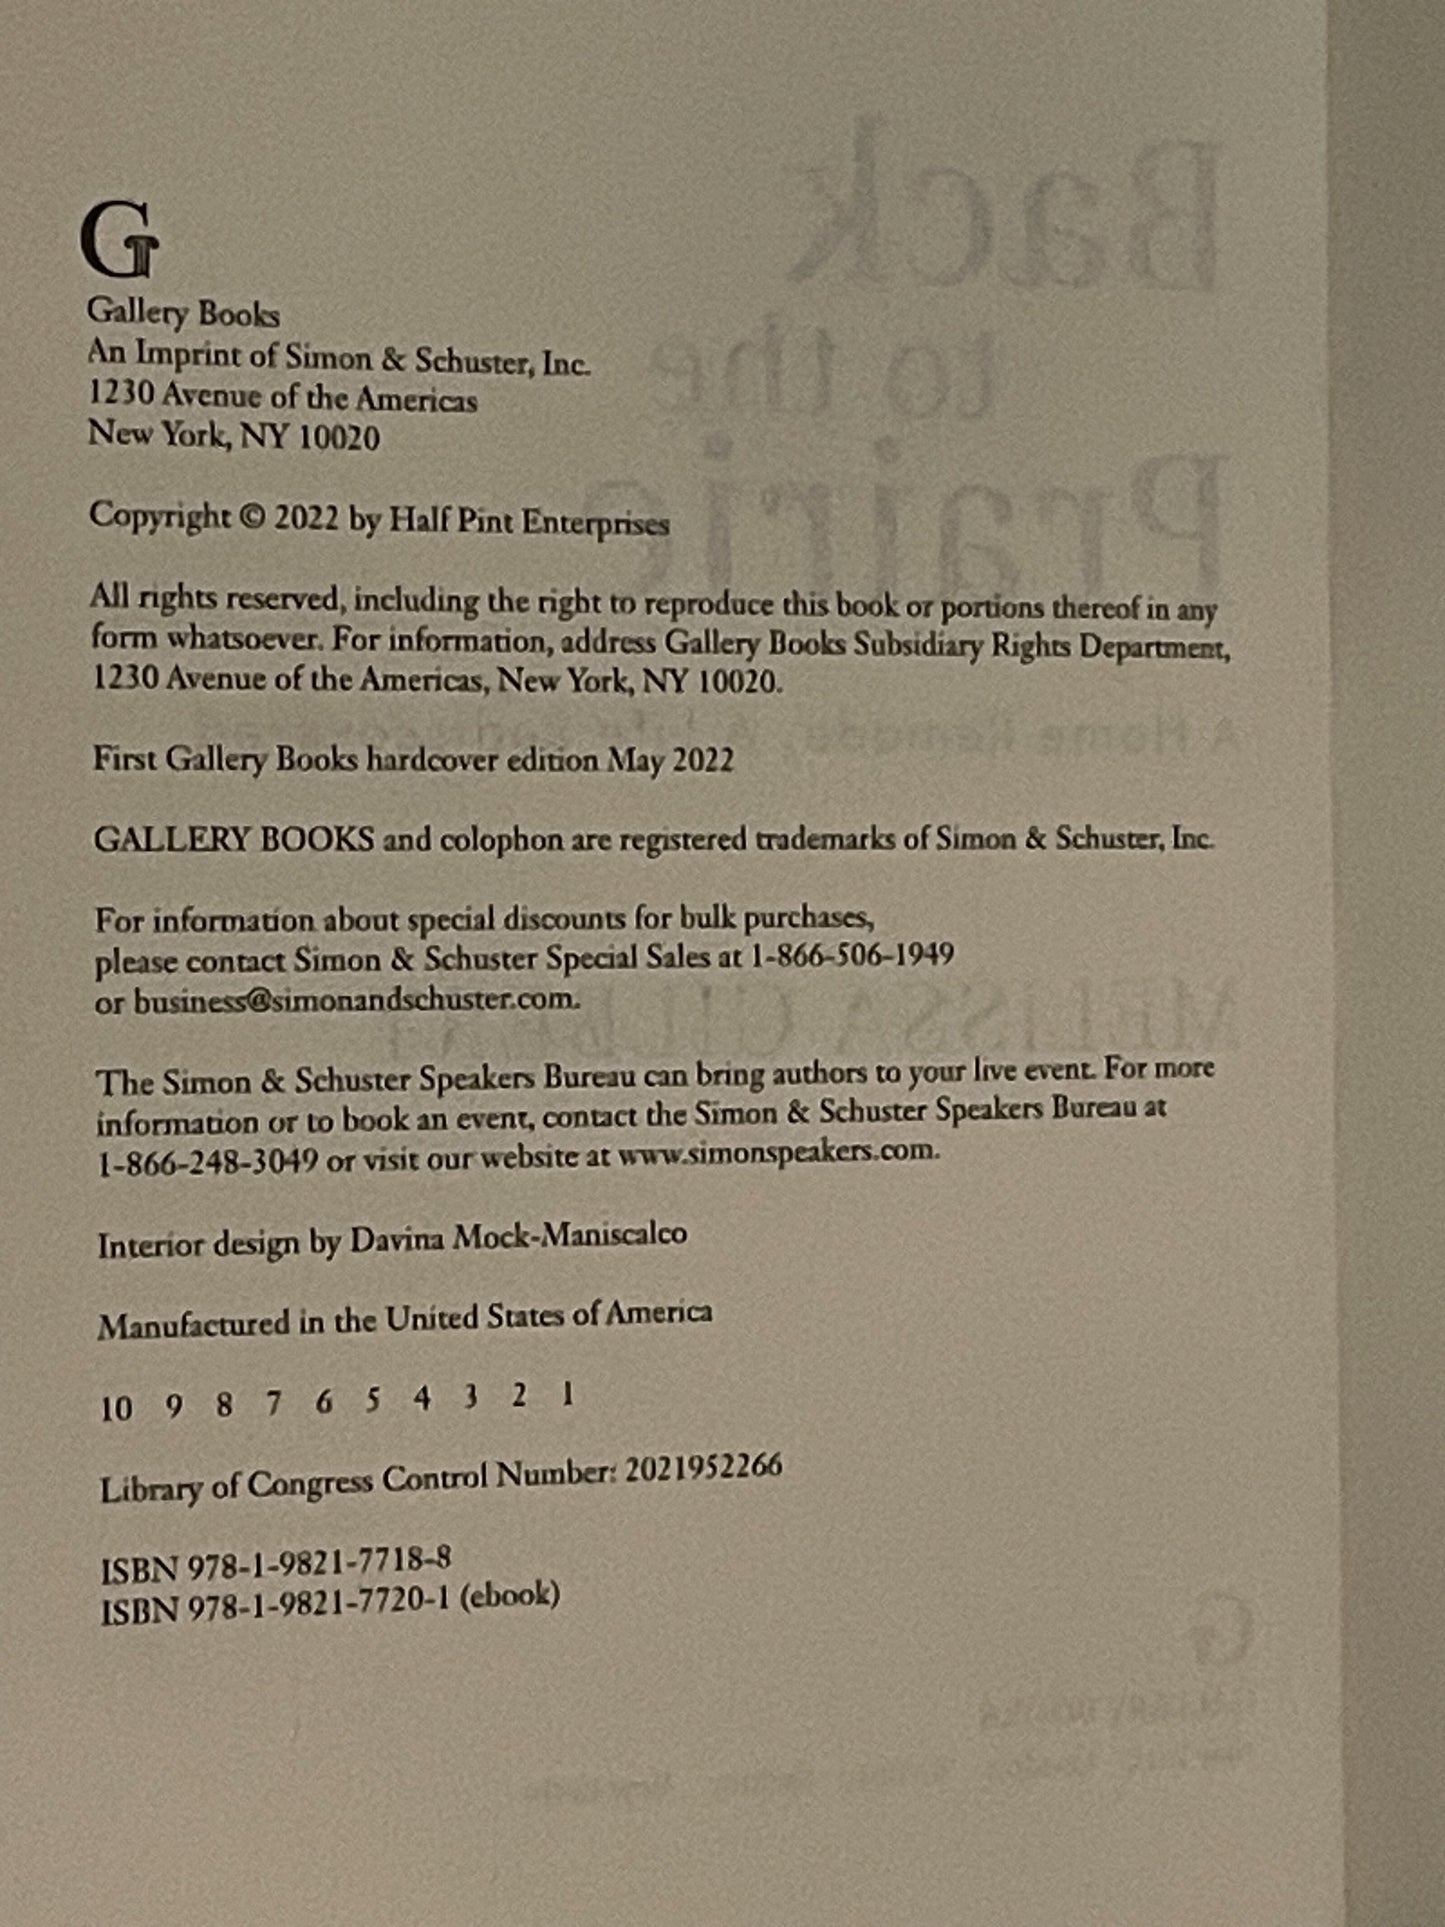 G
Gallery Books
An Imprint of Simon & Schuster, Inc.
1230 Avenue of the Americas
New York, NY 10020
Copyright © 2022 by Half Pint Enterprises
All rights reserved, including the right to reproduce this book or portions thereof in any
form whatsoever. For information, address Gallery Books Subsidiary Rights Department,
1230 Avenue of the Americas, New York, NY 10020.
First Gallery Books hardcover edition May 2022
GALLERY BOOKS and colophon are registered trademarks of Simon & Schuster, Inc.
For information about special discounts for bulk purchases,
please contact Simon & Schuster Special Sales at 1-866-506-1949
or business@simonandschuster.com.
The Simon & Schuster Speakers Bureau can bring authors to your live event. For more
information or to book an event, contact the Simon & Schuster Speakers Bureau at
1-866-248-3049 or visit our website at www.simonspeakers.com.
Interior design by Davina Mock-Maniscalco
Manufactured in the United States of America
10 9 8 7 6 5 4 3 2 1
Library of Congress Control Number: 2021952266
ISBN 978-1-9821-7718-8
ISBN 978-1-9821-7720-1 (ebook)
Back
to the
Prairie
MELISSA GILBERT
G
GALLERY BOOKS